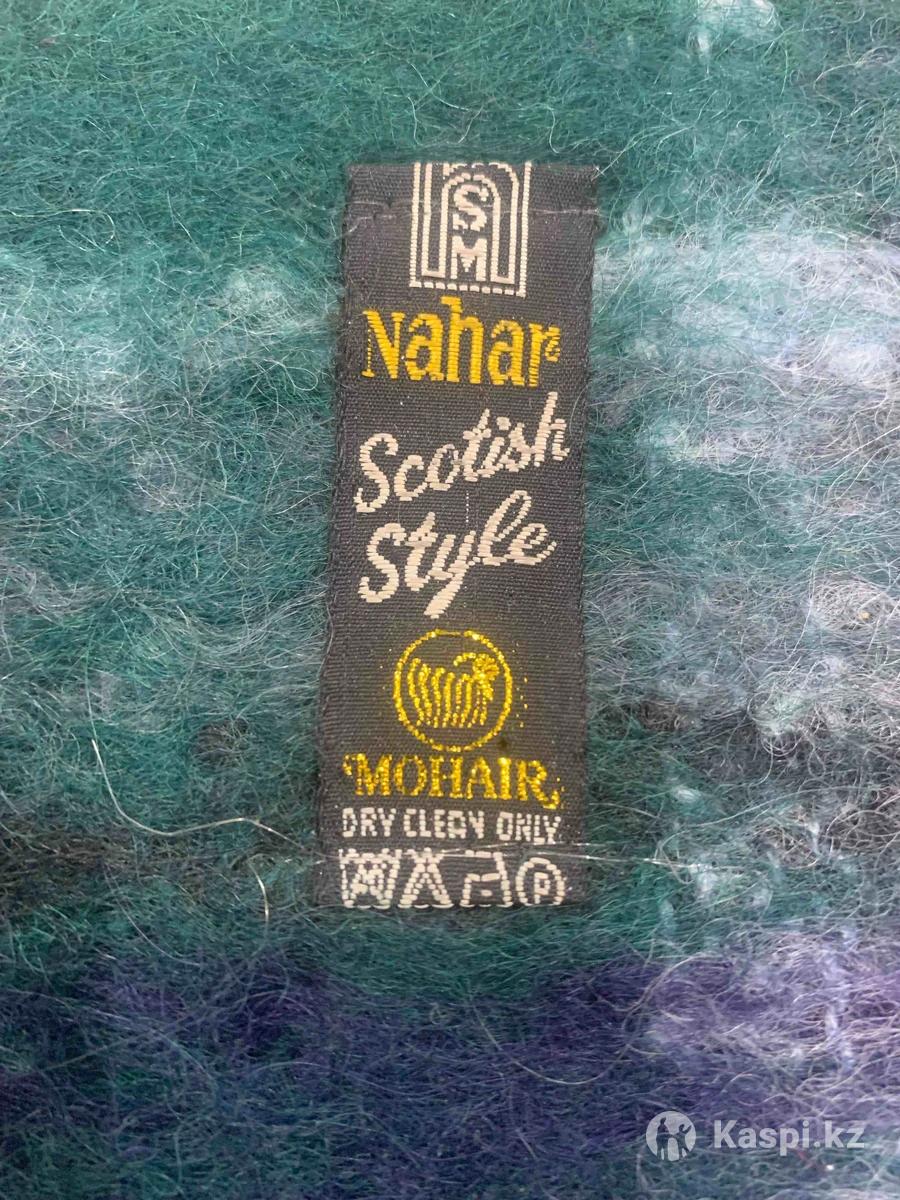 SM
Nahar
Scotish
Style
MOHAIR
DRY CLEAN ONLY
P
Kaspi.kz